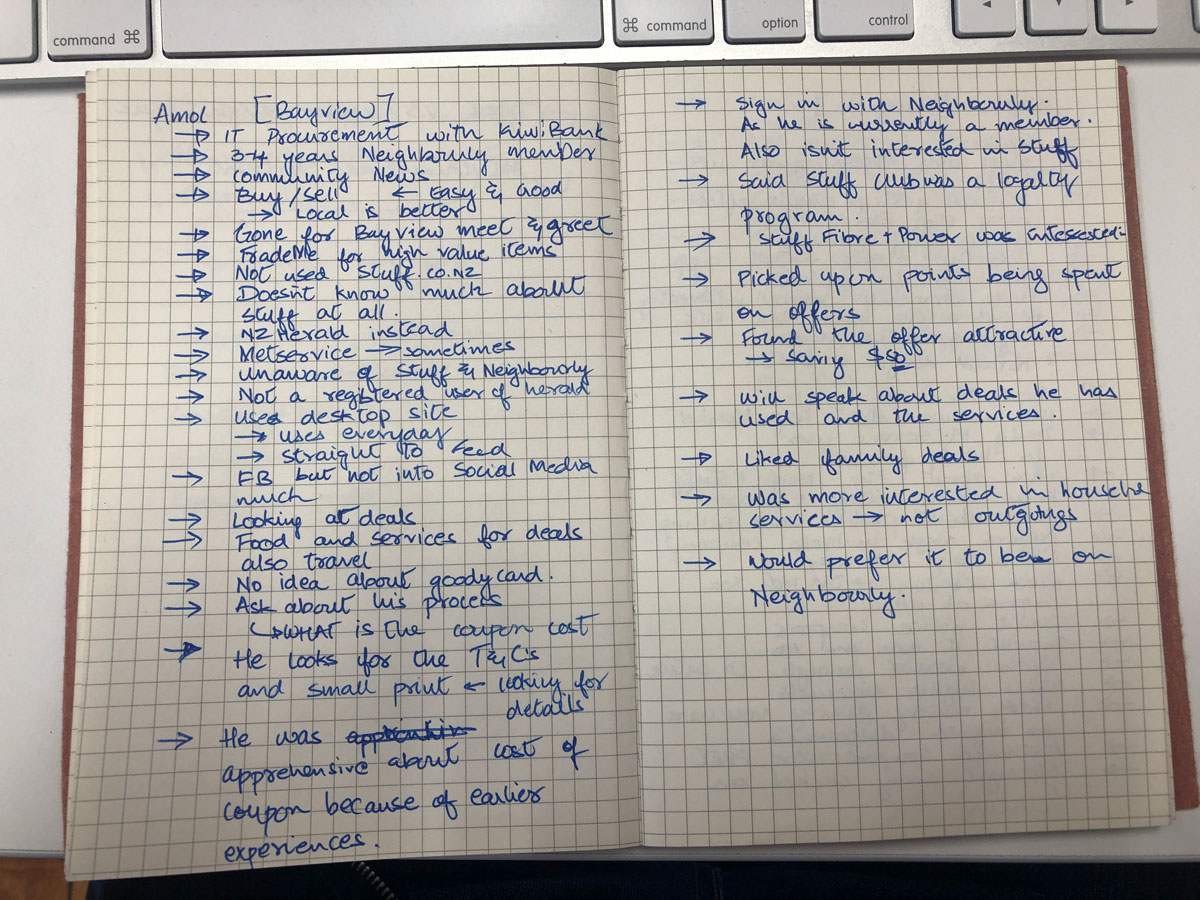 command ⌘
⌘ command
option
control
Amol [Bayview]
→ IT Procurement with KiwiBank
→ 3-4 years Neighbourly member
→ Community News
→ Buy/sell ← Easy & Good
→ Local is better
→ Gone for Bayview meet & greet
→ TradeMe for high value items
→ Not used stuff.co.nz
→ Doesn't know much about
stuff at all.
→ NZ Herald instead
→ Metservice → sometimes
→ Unaware of Stuff & Neighbourly
→ Not a registered user of herald
→ uses desktop site
→ uses everyday
→ straight to feed
→ FB but not into Social Media
much
→ Looking at deals
→ Food and services for deals
also travel
→ No idea about goodycard.
→ Ask about his process
↳ WHAT is the coupon cost
→ He looks for the T&C's
and small print ← looking for
details
→ He was
apprehensive about cost of
coupon because of earlier
experiences.
→ Sign in with Neighbourly.
As he is currently a member.
Also isn't interested in Stuff
→ Said Stuff club was a loyalty
program.
→ Stuff Fibre + Power was
→ Picked upon points being spent
on offers
→ Found the offer attractive
→ saving $50
→ will speak about deals he has
used and the services.
→ Liked family deals
→ was more interested in
services → not outgoings
→ Would prefer it to be on
Neighbourly.